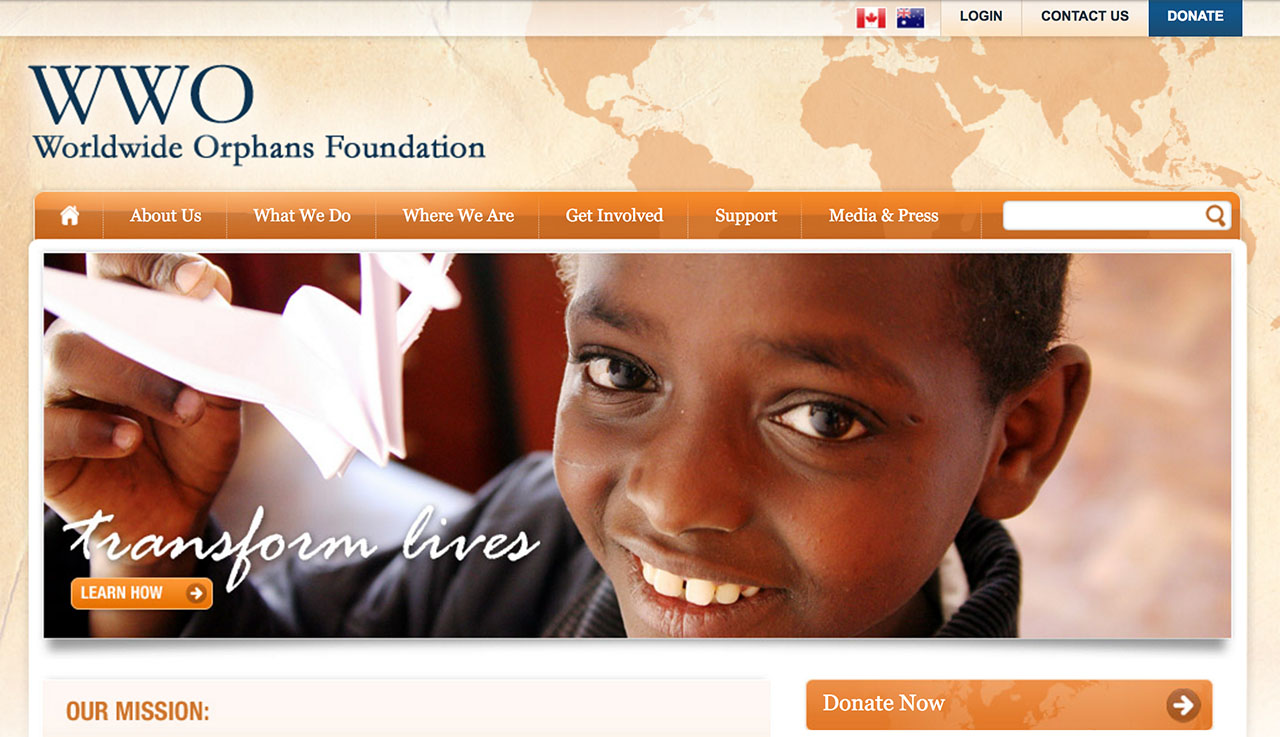 LOGIN
CONTACT US
DONATE
WWO
Worldwide Orphans Foundation
About Us
What We Do
Where We Are
Get Involved
Support
Media & Press
transform lives
LEARN HOW
OUR MISSION:
Donate Now